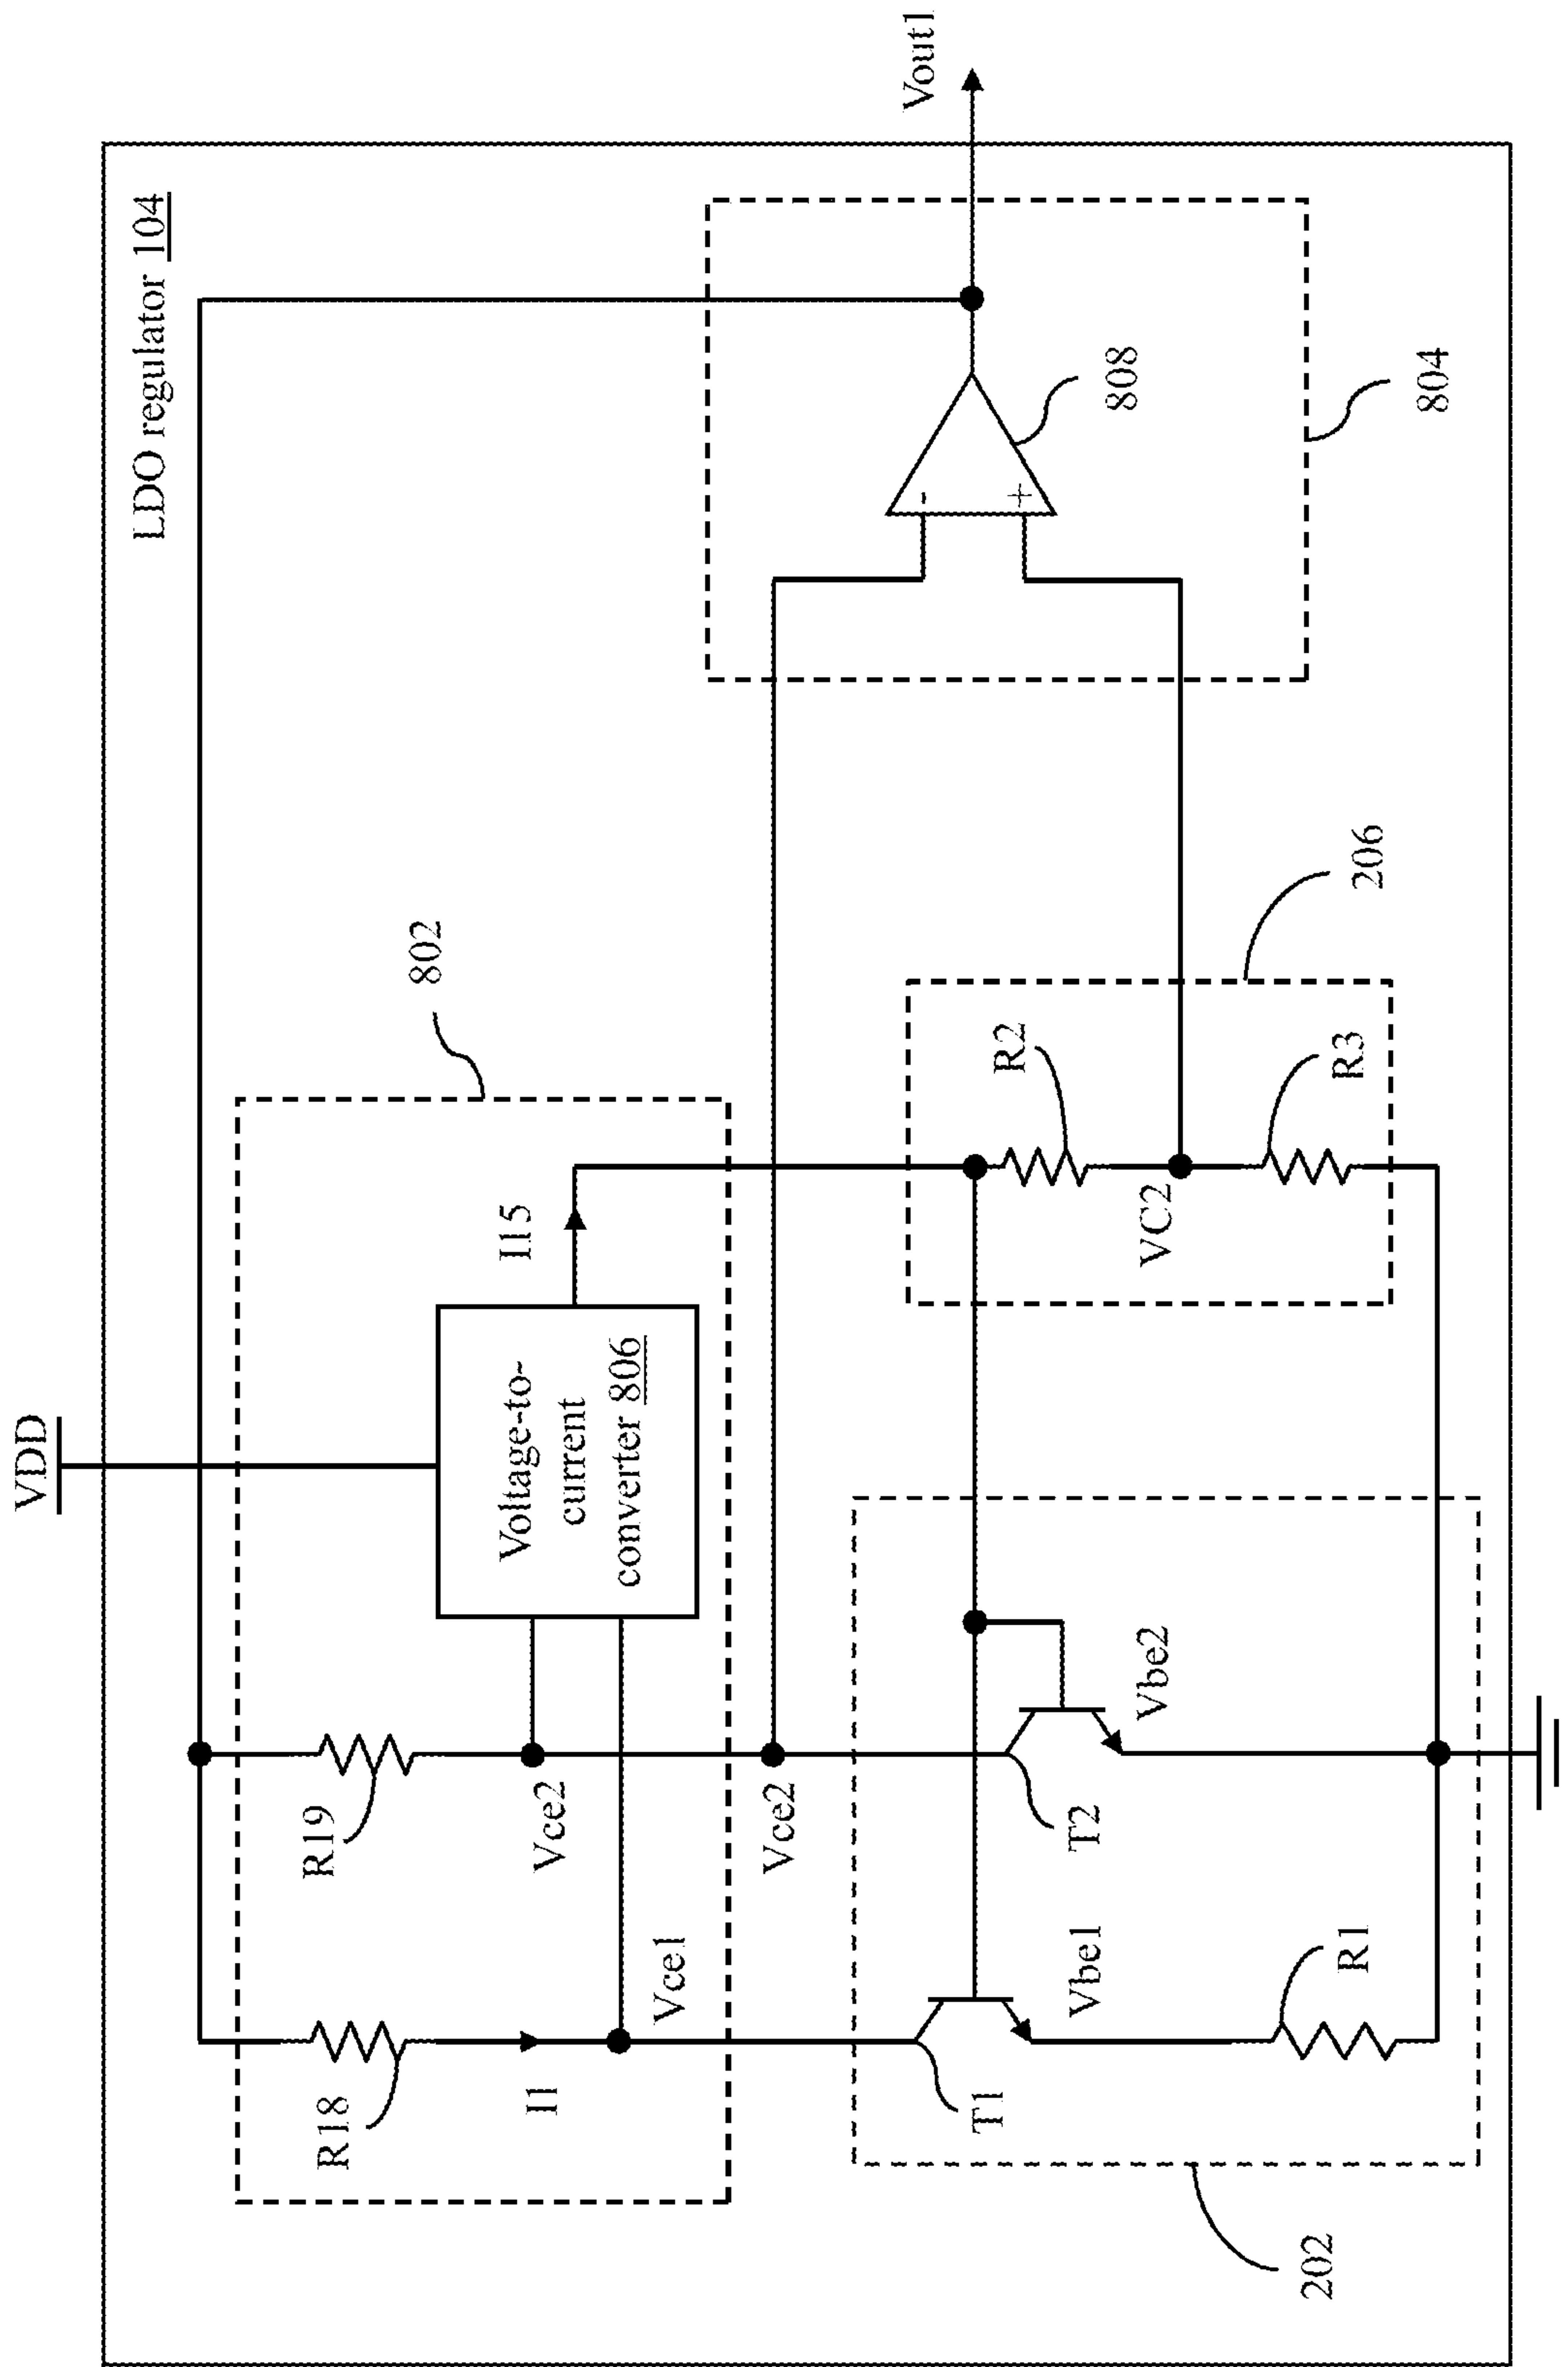 VDD
LDO regulator 104
802
R18
R19
I1
Vce2
Vce1
Voltage-to-
current
converter 806
I15
Vce2
Vout1
-
+
808
804
206
R2
VC2
R3
T1
Vbe1
T2
Vbe2
R1
202